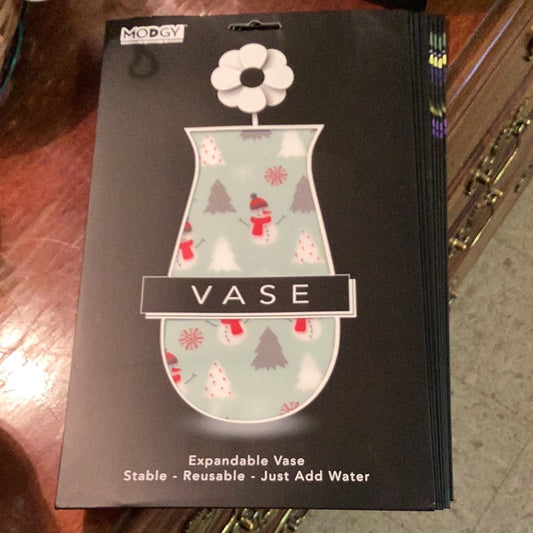 MODGY
VASE
Expandable Vase
Stable - Reusable - Just Add Water